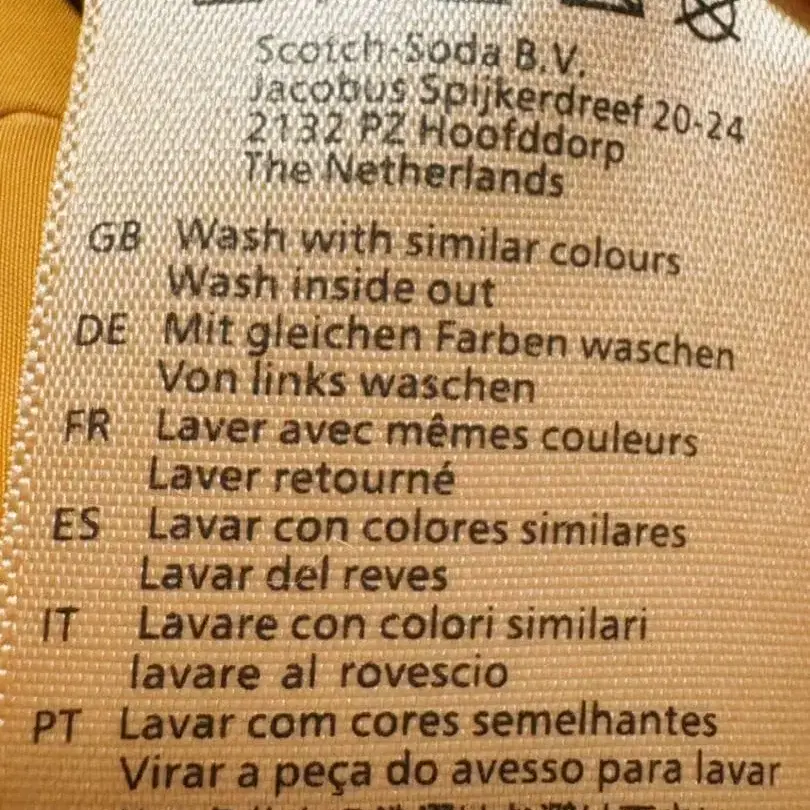 Scotch-Soda B.V.
Jacobus Spijkerdreef 20-24
2132 PZ Hoofddorp
The Netherlands
GB Wash with similar colours
Wash inside out
DE Mit gleichen Farben waschen
Von links waschen
FR Laver avec mêmes couleurs
Laver retourné
ES Lavar con colores similares
Lavar del reves
IT Lavare con colori similari
lavare al rovescio
PT Lavar com cores semelhantes
Virar a peça do avesso para lavar